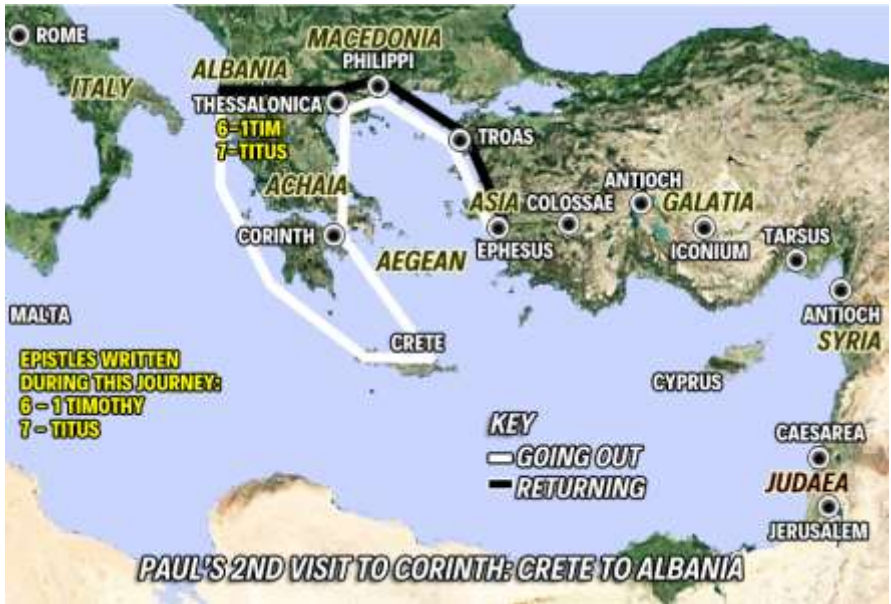 ROME
ITALY
MACEDONIA
PHILIPPI
ALBANIA
THESSALONICA
6-1TIM
7-TITUS
TROAS
ACHAIA
CORINTH
AEGEAN
ASIA
EPHESUS
COLOSSAE
ANTIOCH
GALATIA
ICONIUM
TARSUS
ANTIOCH
SYRIA
MALTA
CRETE
CYPRUS
EPISTLES WRITTEN
DURING THIS JOURNEY:
6 - 1 TIMOTHY
7 - TITUS
KEY
GOING OUT
RETURNING
CAESAREA
JUDAEA
JERUSALEM
PAUL'S 2ND VISIT TO CORINTH: CRETE TO ALBANIA